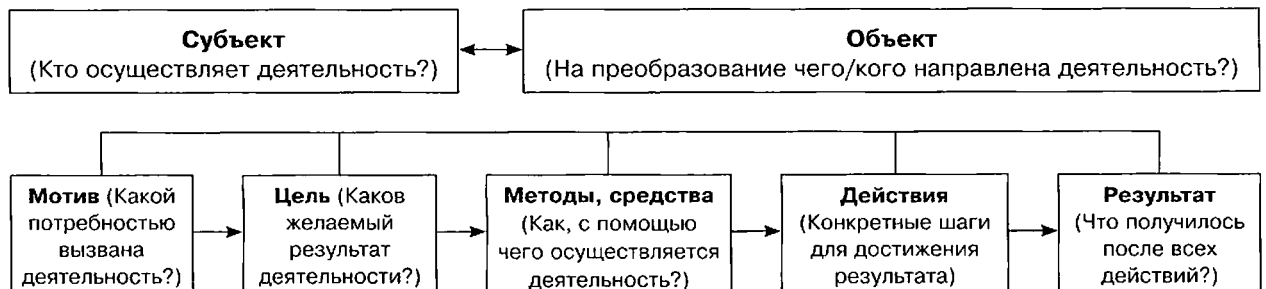 Субъект
(Кто осуществляет деятельность?)
Объект
(На преобразование чего/кого направлена деятельность?)
Мотив (Какой
потребностью
вызвана
деятельность?)
Цель (Каков
желаемый
результат
деятельности?)
Методы, средства
(Как, с помощью
чего осуществляется
деятельность?)
Действия
(Конкретные шаги
для достижения
результата)
Результат
(Что получилось
после всех
действий?)